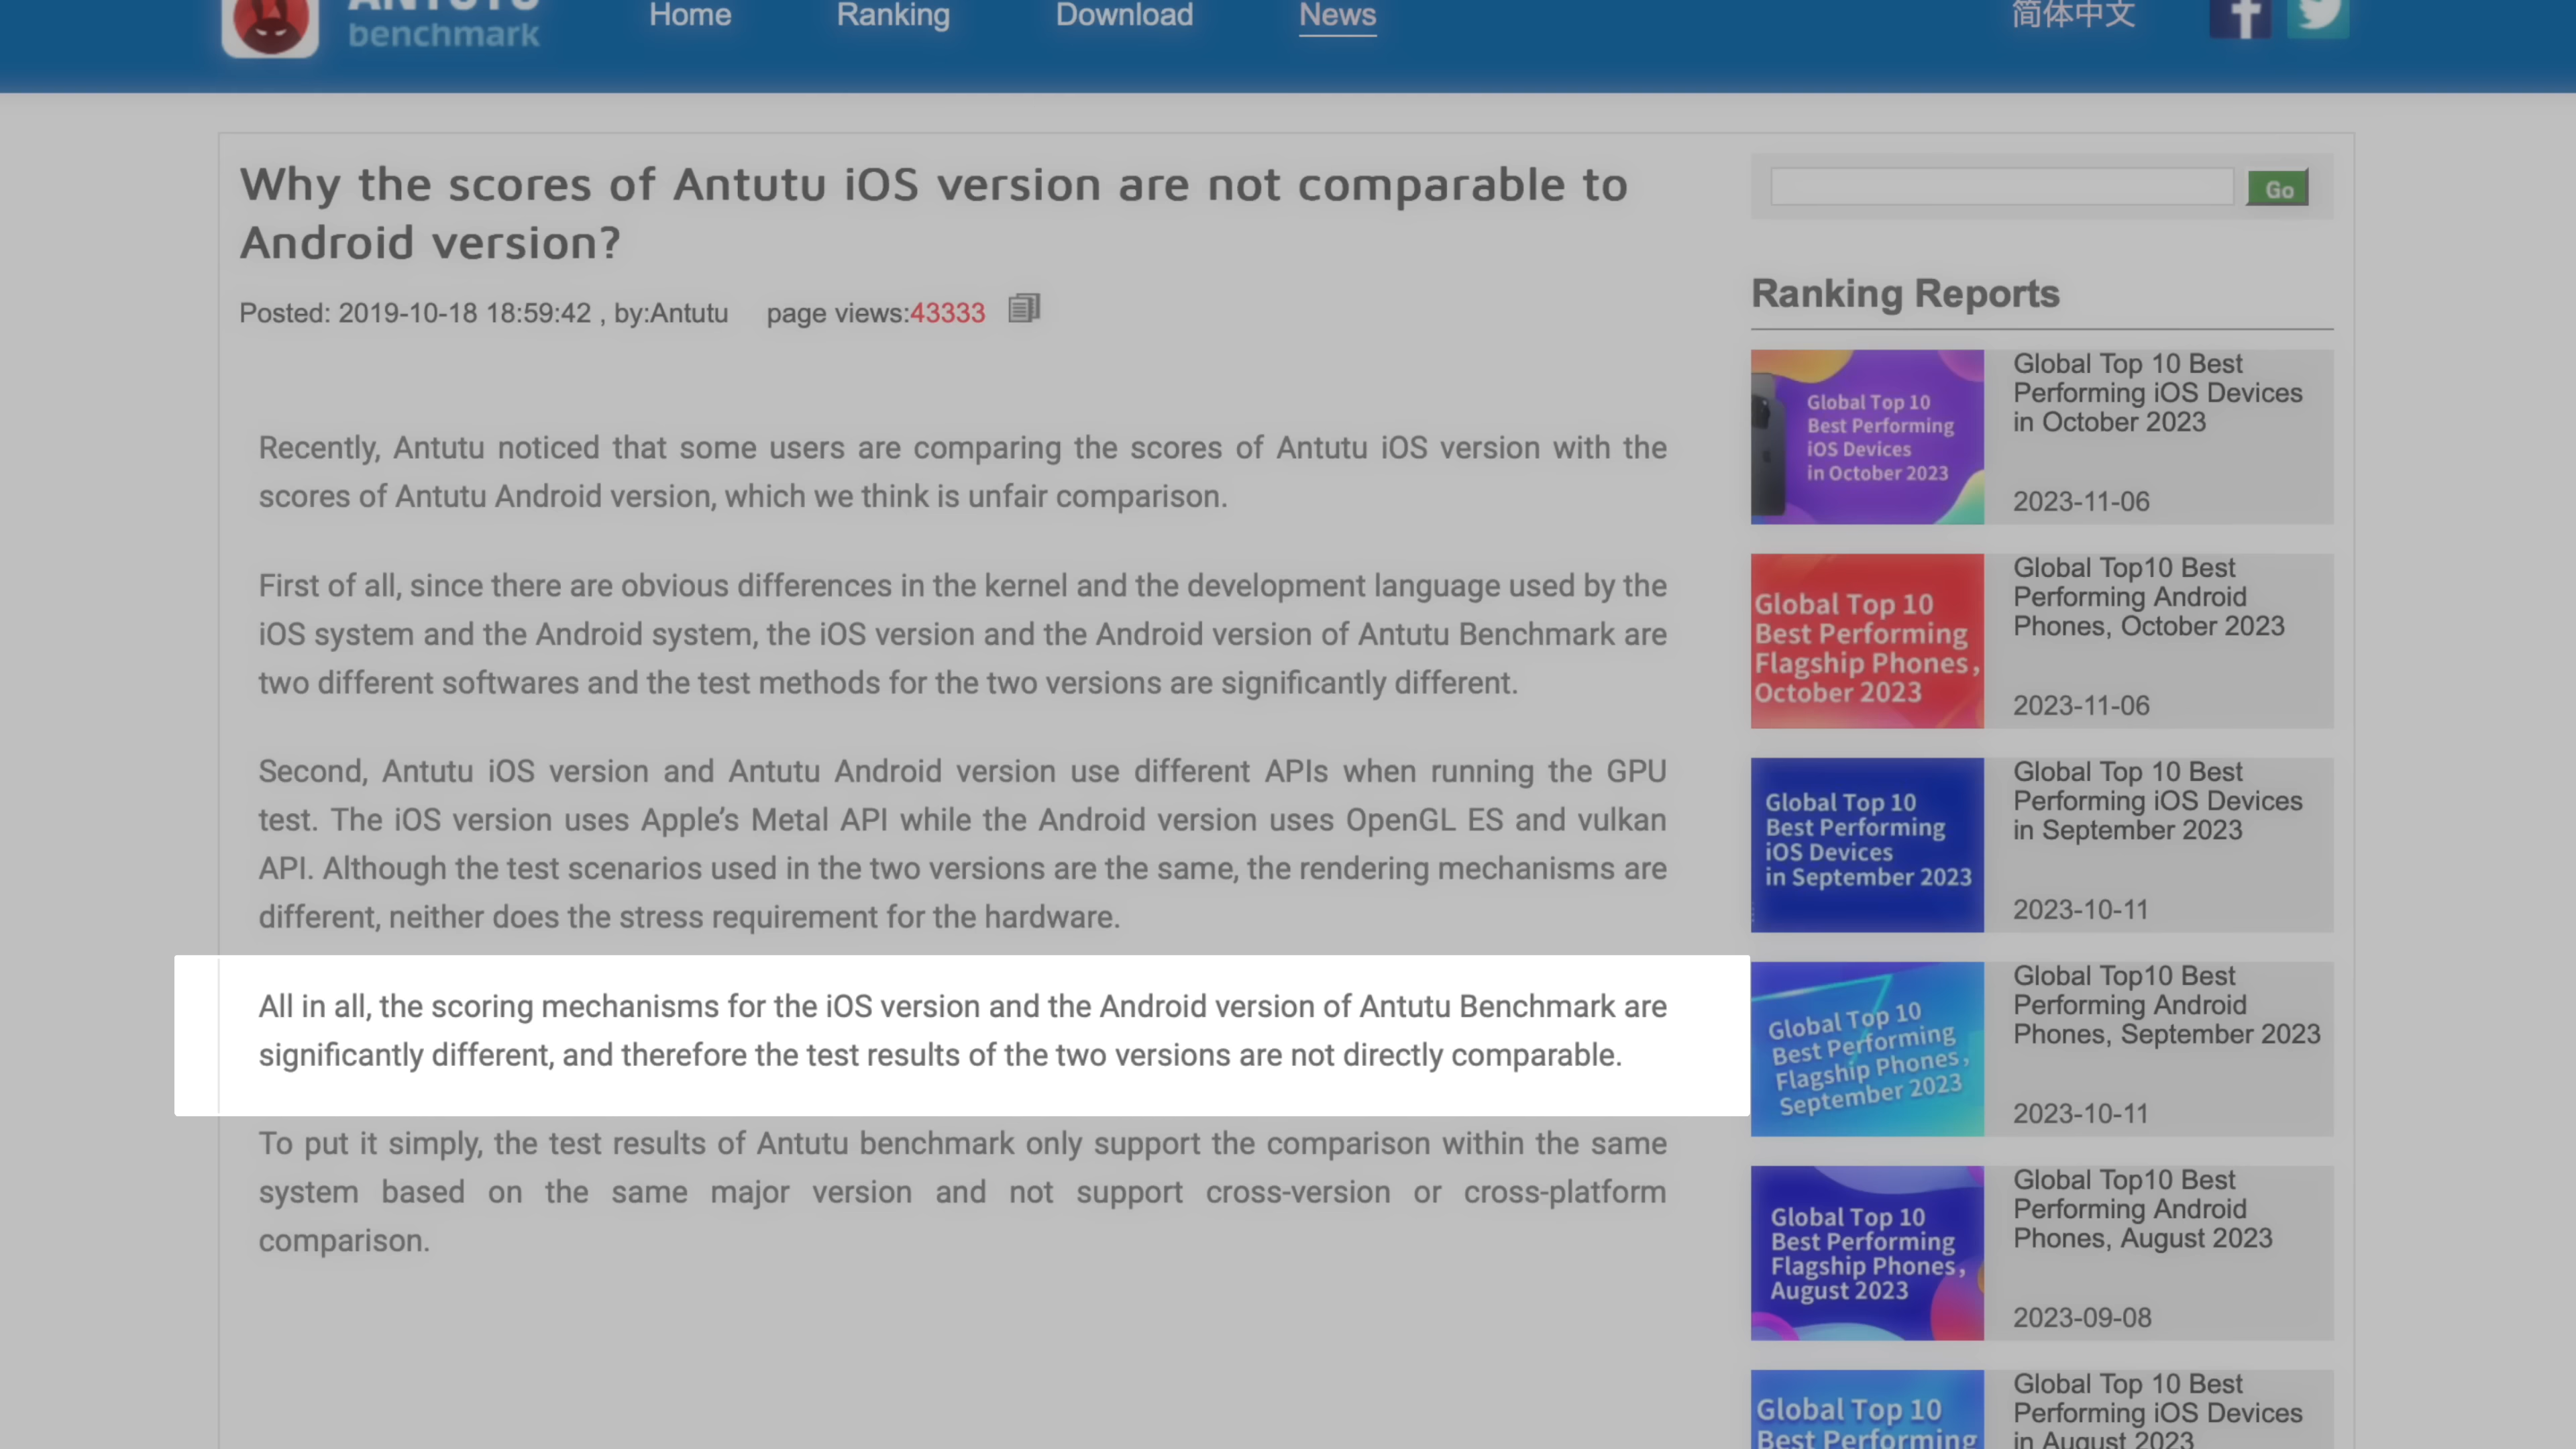 ANTUTU
benchmark
Home
Ranking
Download
News
简体中文
Why the scores of Antutu iOS version are not comparable to
Android version?
Posted: 2019-10-18 18:59:42 , by:Antutu page views:43333
Recently, Antutu noticed that some users are comparing the scores of Antutu iOS version with the
scores of Antutu Android version, which we think is unfair comparison.
First of all, since there are obvious differences in the kernel and the development language used by the
iOS system and the Android system, the iOS version and the Android version of Antutu Benchmark are
two different softwares and the test methods for the two versions are significantly different.
Second, Antutu iOS version and Antutu Android version use different APIs when running the GPU
test. The iOS version uses Apple’s Metal API while the Android version uses OpenGL ES and vulkan
API. Although the test scenarios used in the two versions are the same, the rendering mechanisms are
different, neither does the stress requirement for the hardware.
All in all, the scoring mechanisms for the iOS version and the Android version of Antutu Benchmark are
significantly different, and therefore the test results of the two versions are not directly comparable.
To put it simply, the test results of Antutu benchmark only support the comparison within the same
system based on the same major version and not support cross-version or cross-platform
comparison.
Go
Ranking Reports
Global Top 10
Best Performing
iOS Devices
in October 2023
Global Top 10 Best
Performing iOS Devices
in October 2023
2023-11-06
Global Top 10
Best Performing
Flagship Phones,
October 2023
Global Top10 Best
Performing Android
Phones, October 2023
2023-11-06
Global Top 10
Best Performing
iOS Devices
in September 2023
Global Top 10 Best
Performing iOS Devices
in September 2023
2023-10-11
Global Top 10
Best Performing
Flagship Phones,
September 2023
Global Top10 Best
Performing Android
Phones, September 2023
2023-10-11
Global Top 10
Best Performing
Flagship Phones,
August 2023
Global Top10 Best
Performing Android
Phones, August 2023
2023-09-08
Global Top 10
Best Performing
Global Top 10 Best
Performing iOS Devices
in August 2023